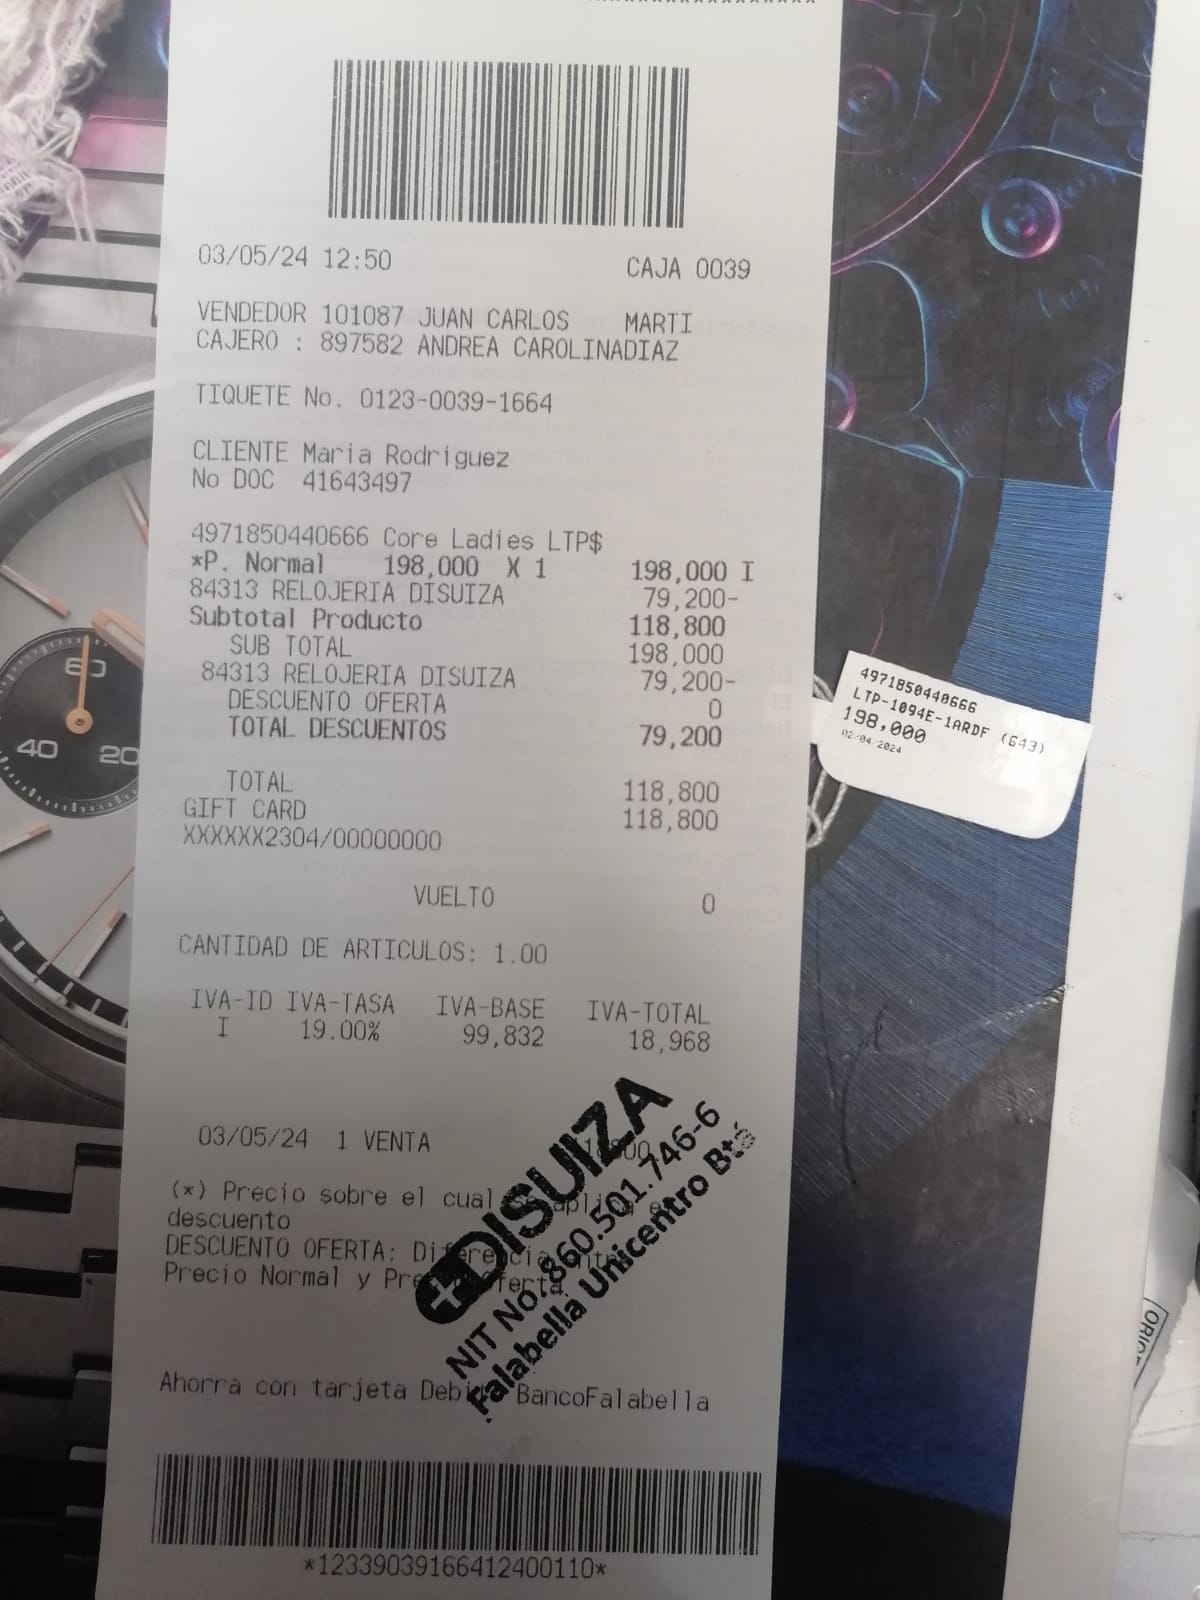 03/05/24 12:50 CAJA 0039
VENDEDOR 101087 JUAN CARLOS MARTI
CAJERO : 897582 ANDREA CAROLINADIAZ
TIQUETE No. 0123-0039-1664
CLIENTE Maria Rodriguez
No DOC 41643497
4971850440666 Core Ladies LTP$
*P. Normal 198,000 X 1 198,000 I
84313 RELOJERIA DISUIZA 79,200-
Subtotal Producto 118,800
SUB TOTAL 198,000
84313 RELOJERIA DISUIZA 79,200-
DESCUENTO OFERTA 0
TOTAL DESCUENTOS 79,200
TOTAL 118,800
GIFT CARD 118,800
XXXXXX2304/00000000
VUELTO 0
CANTIDAD DE ARTICULOS: 1.00
IVA-ID IVA-TASA IVA-BASE IVA-TOTAL
I 19.00% 99,832 18,968
03/05/24 1 VENTA
(*) Precio sobre el cual
descuento
DESCUENTO OFERTA: Diferencia
Precio Normal y
DISUIZA
NIT No. 860.501.746-6
Falabella Unicentro Btá
Ahorra con tarjeta BancoFalabella
*12339039166412400110*
4971850440666
LTP-1094E-1ARDF (643)
198,000
02/04/2024
60
40 20